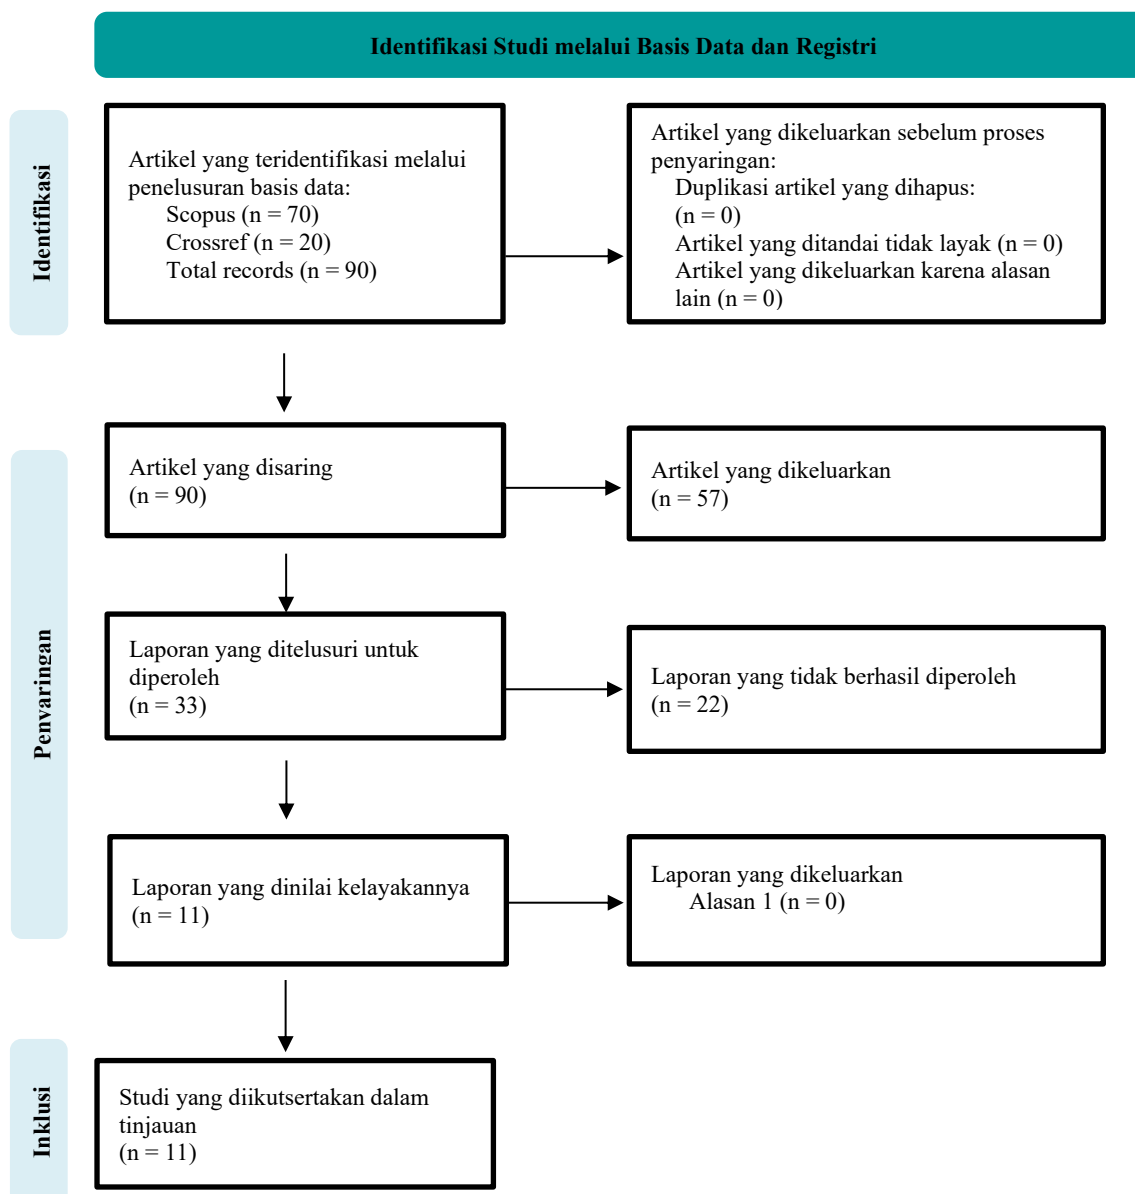 Identifikasi Studi melalui Basis Data dan Registri
Identifikasi
Artikel yang teridentifikasi melalui
penelusuran basis data:
Scopus (n = 70)
Crossref (n = 20)
Total records (n = 90)
Artikel yang dikeluarkan sebelum proses
penyaringan:
Duplikasi artikel yang dihapus:
(n = 0)
Artikel yang ditandai tidak layak (n = 0)
Artikel yang dikeluarkan karena alasan
lain (n = 0)
Penyaringan
Artikel yang disaring
(n = 90)
Artikel yang dikeluarkan
(n = 57)
Laporan yang ditelusuri untuk
diperoleh
(n = 33)
Laporan yang tidak berhasil diperoleh
(n = 22)
Laporan yang dinilai kelayakannya
(n = 11)
Laporan yang dikeluarkan
Alasan 1 (n = 0)
Inklusi
Studi yang diikutsertakan dalam
tinjauan
(n = 11)